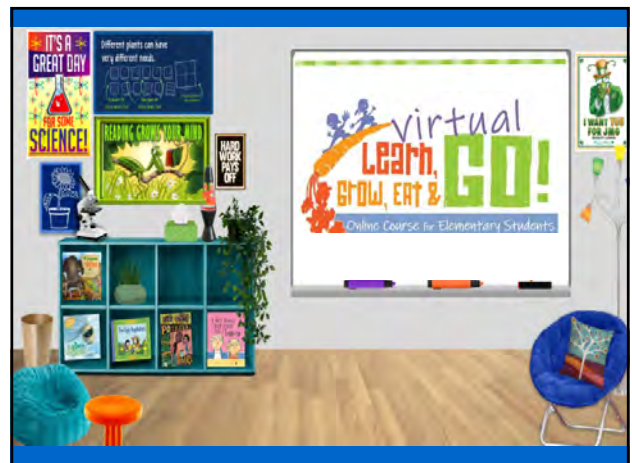 IT'S A
GREAT DAY
FOR SOME
SCIENCE!
Different plants can have
very different needs.
READING GROWS YOUR MIND
HARD
WORK
PAYS
OFF
virtual
Learn,
GROW, EAT & GO!
Online Course for Elementary Students
I WANT YOU
FOR JMG